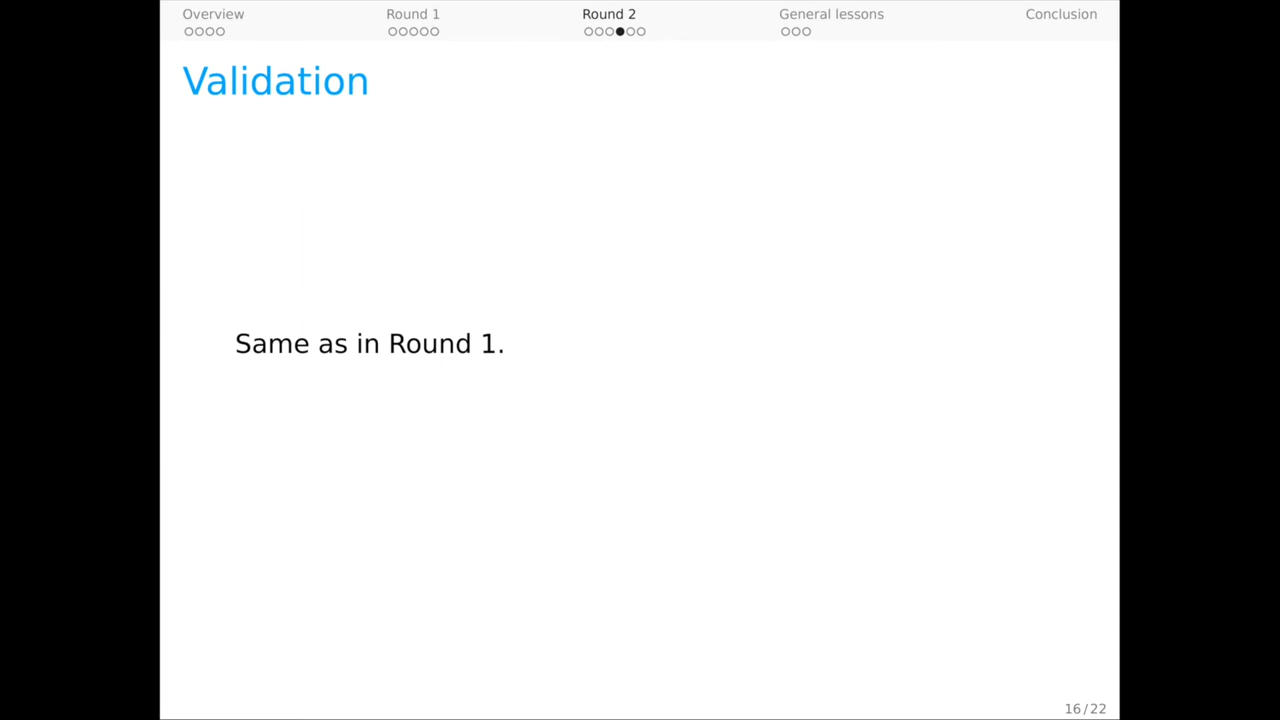 Overview Round 1 Round 2 General lessons Conclusion
Validation
Same as in Round 1.
16/22